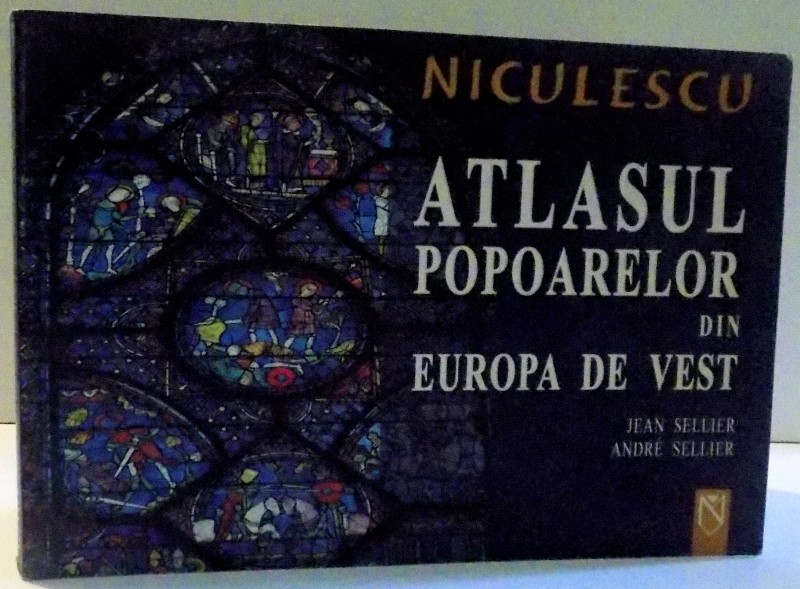 NICULESCU
ATLASUL
POPOARELOR
DIN
EUROPA DE VEST
JEAN SELLIER
ANDRÉ SELLIER
N